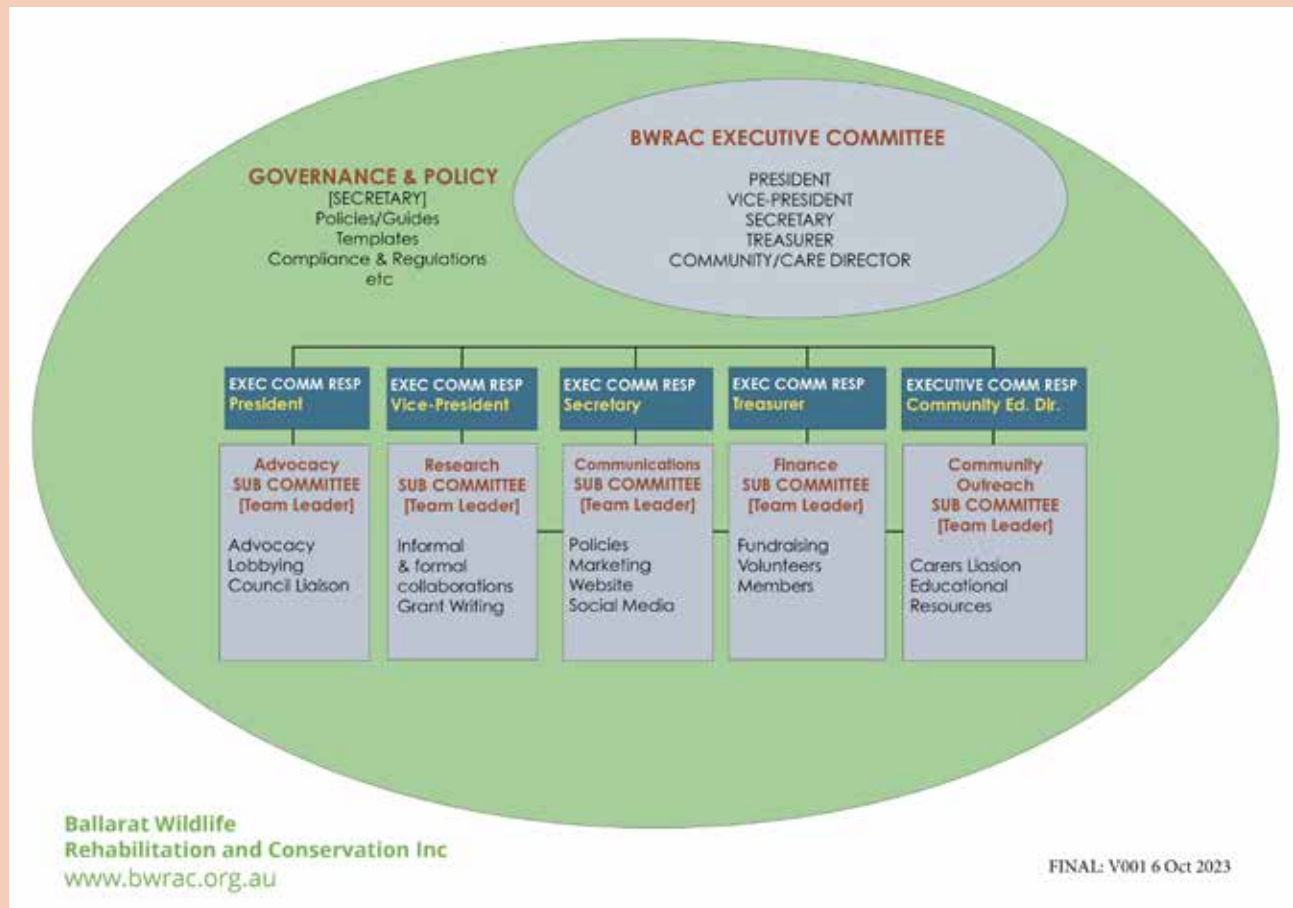 BWRAC EXECUTIVE COMMITTEE
PRESIDENT
VICE-PRESIDENT
SECRETARY
TREASURER
COMMUNITY/CARE DIRECTOR
GOVERNANCE & POLICY
[SECRETARY]
Policies/Guides
Templates
Compliance & Regulations
etc
EXEC COMM RESP
President
EXEC COMM RESP
Vice-President
EXEC COMM RESP
Secretary
EXEC COMM RESP
Treasurer
EXECUTIVE COMM RESP
Community Ed. Dir.
Advocacy
SUB COMMITTEE
[Team Leader]
Advocacy
Lobbying
Council Liaison
Research
SUB COMMITTEE
[Team Leader]
Informal
& formal
collaborations
Grant Writing
Communications
SUB COMMITTEE
[Team Leader]
Policies
Marketing
Website
Social Media
Finance
SUB COMMITTEE
[Team Leader]
Fundraising
Volunteers
Members
Community
Outreach
SUB COMMITTEE
[Team Leader]
Carers Liasion
Educational
Resources
Ballarat Wildlife
Rehabilitation and Conservation Inc
www.bwrac.org.au
FINAL: V001 6 Oct 2023